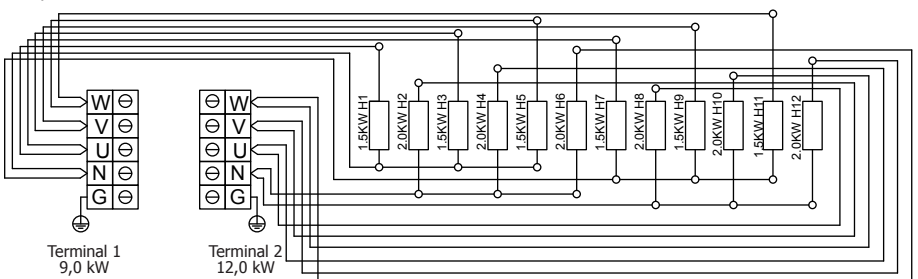 1.5KW H1
2.0KW H2
1.5KW H3
2.0KW H4
1.5KW H5
2.0KW H6
1.5KW H7
2.0KW H8
1.5KW H9
2.0KW H10
1.5KW H11
2.0KW H12
W W
V V
U U
N N
G G
Terminal 1 Terminal 2
9,0 kW 12,0 kW